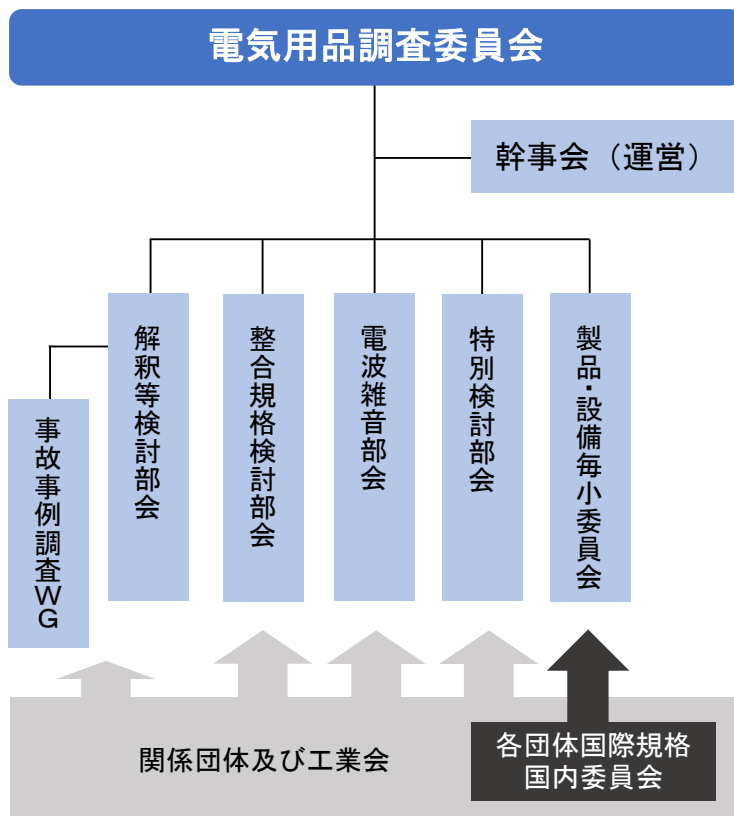 電気用品調査委員会
幹事会（運営）
事故事例調査WG
解釈等検討部会
整合規格検討部会
電波雑音部会
特別検討部会
製品・設備毎小委員会
関係団体及び工業会
各団体国際規格
国内委員会